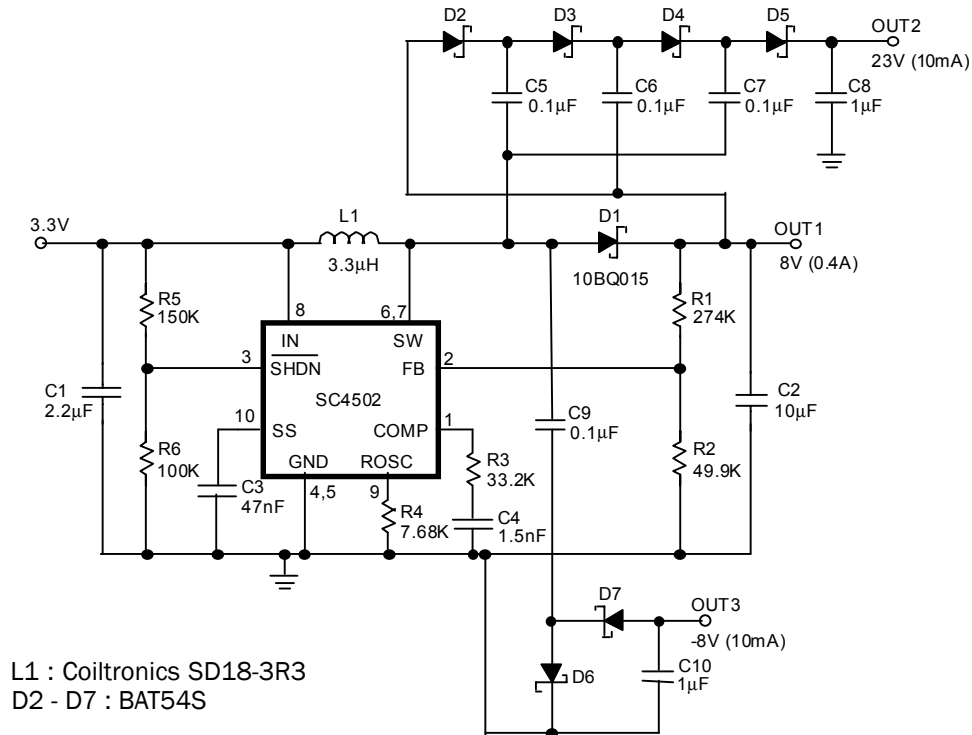 D2
D3
D4
D5
OUT2
23V (10mA)
C5
0.1µF
C6
0.1µF
C7
0.1µF
C8
1µF
3.3V
L1
3.3µH
D1
10BQ015
OUT1
8V (0.4A)
R5
150K
8
6,7
R1
274K
IN
SW
3
SHDN
FB
2
C1
2.2µF
SC4502
C2
10µF
10
SS
COMP
1
C9
0.1µF
R6
100K
GND
ROSC
R3
33.2K
R2
49.9K
C3
47nF
4,5
9
R4
7.68K
C4
1.5nF
D7
OUT3
-8V (10mA)
D6
C10
1µF
L1 : Coiltronics SD18-3R3
D2 - D7 : BAT54S